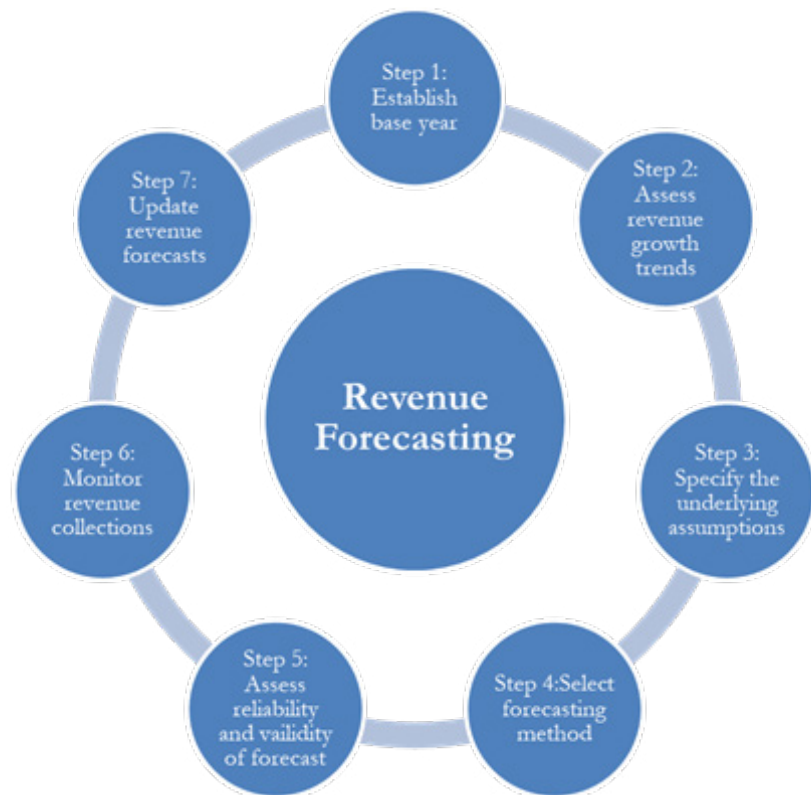 Step 1:
Establish
base year
Step 2:
Assess
revenue
growth
trends
Step 3:
Specify the
underlying
assumptions
Step 4:Select
forecasting
method
Step 5:
Assess
reliability
and vailidity
of forecast
Step 6:
Monitor
revenue
collections
Step 7:
Update
revenue
forecasts
Revenue
Forecasting